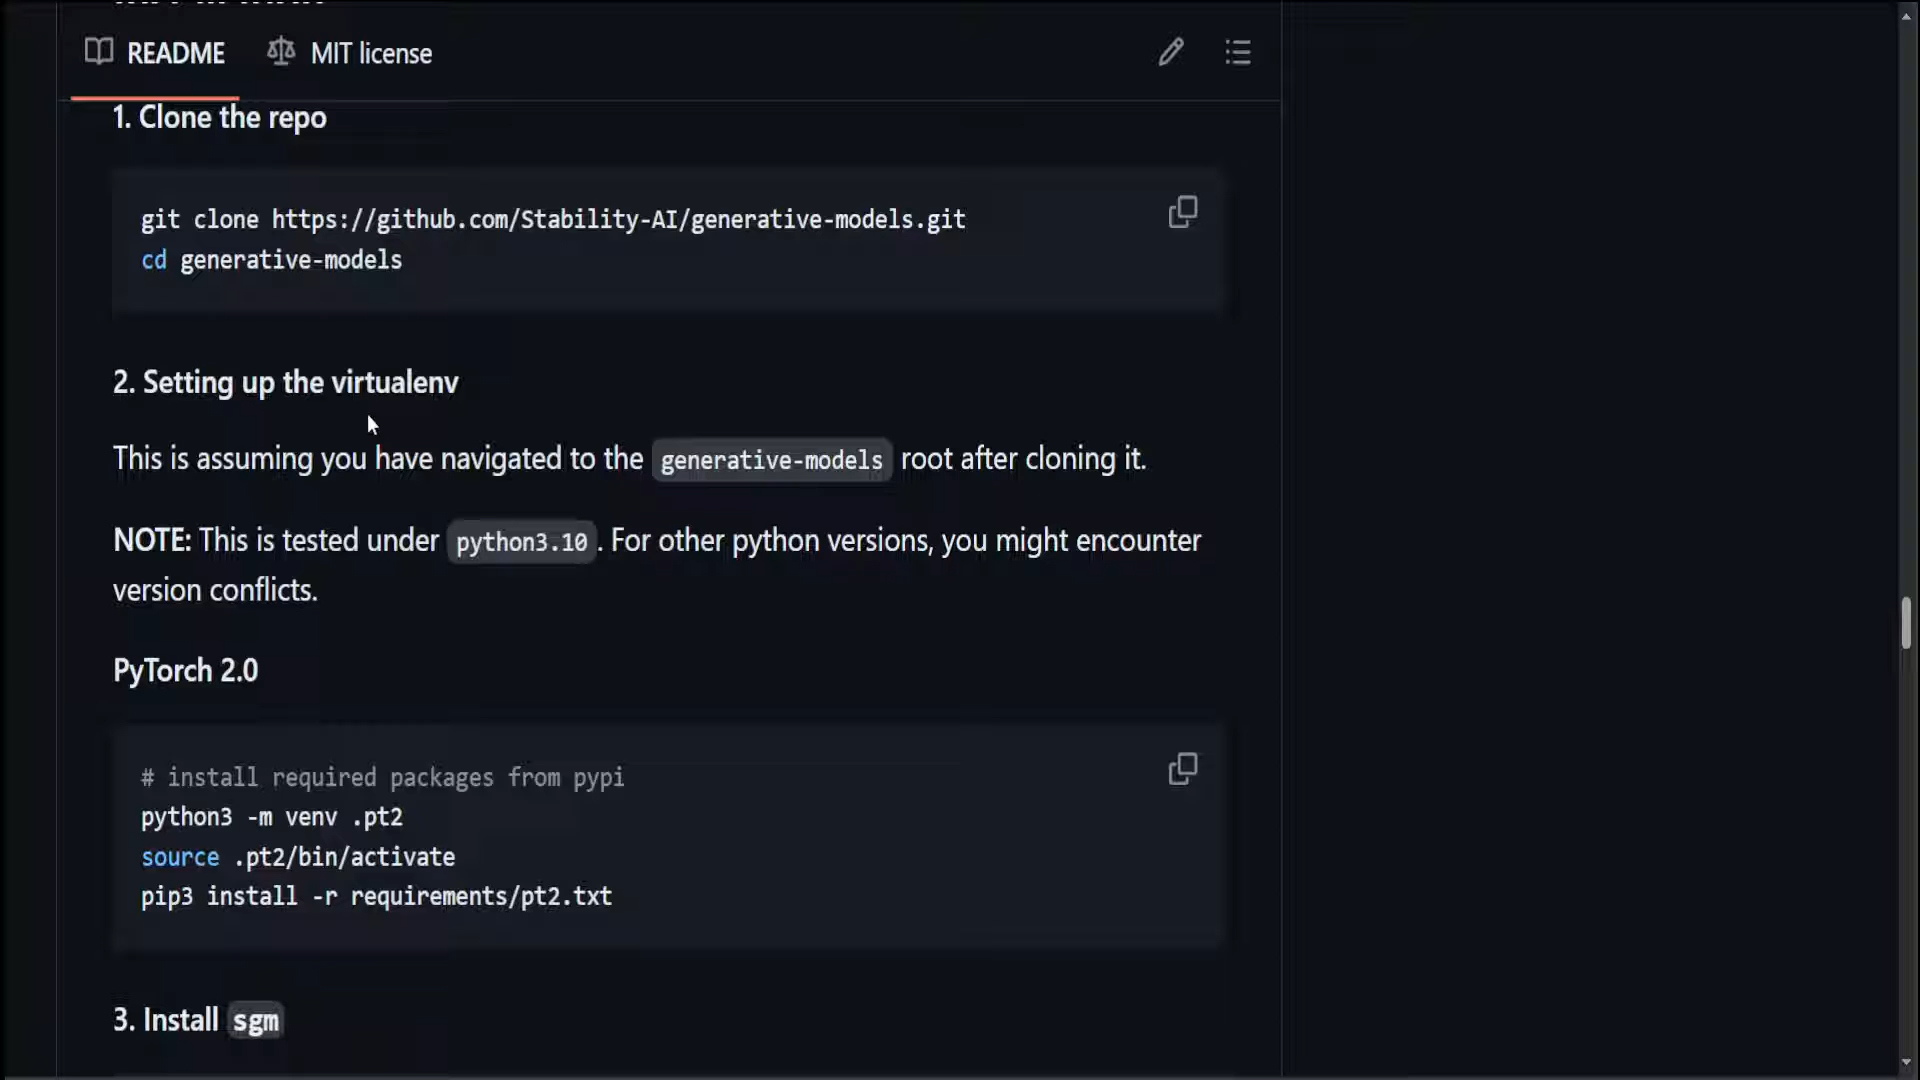 README
MIT license
1. Clone the repo
git clone https://github.com/Stability-AI/generative-models.git
cd generative-models
2. Setting up the virtualenv
This is assuming you have navigated to the generative-models root after cloning it.
NOTE: This is tested under python3.10. For other python versions, you might encounter
version conflicts.
PyTorch 2.0
# install required packages from pypi
python3 -m venv .pt2
source .pt2/bin/activate
pip3 install -r requirements/pt2.txt
3. Install sgm